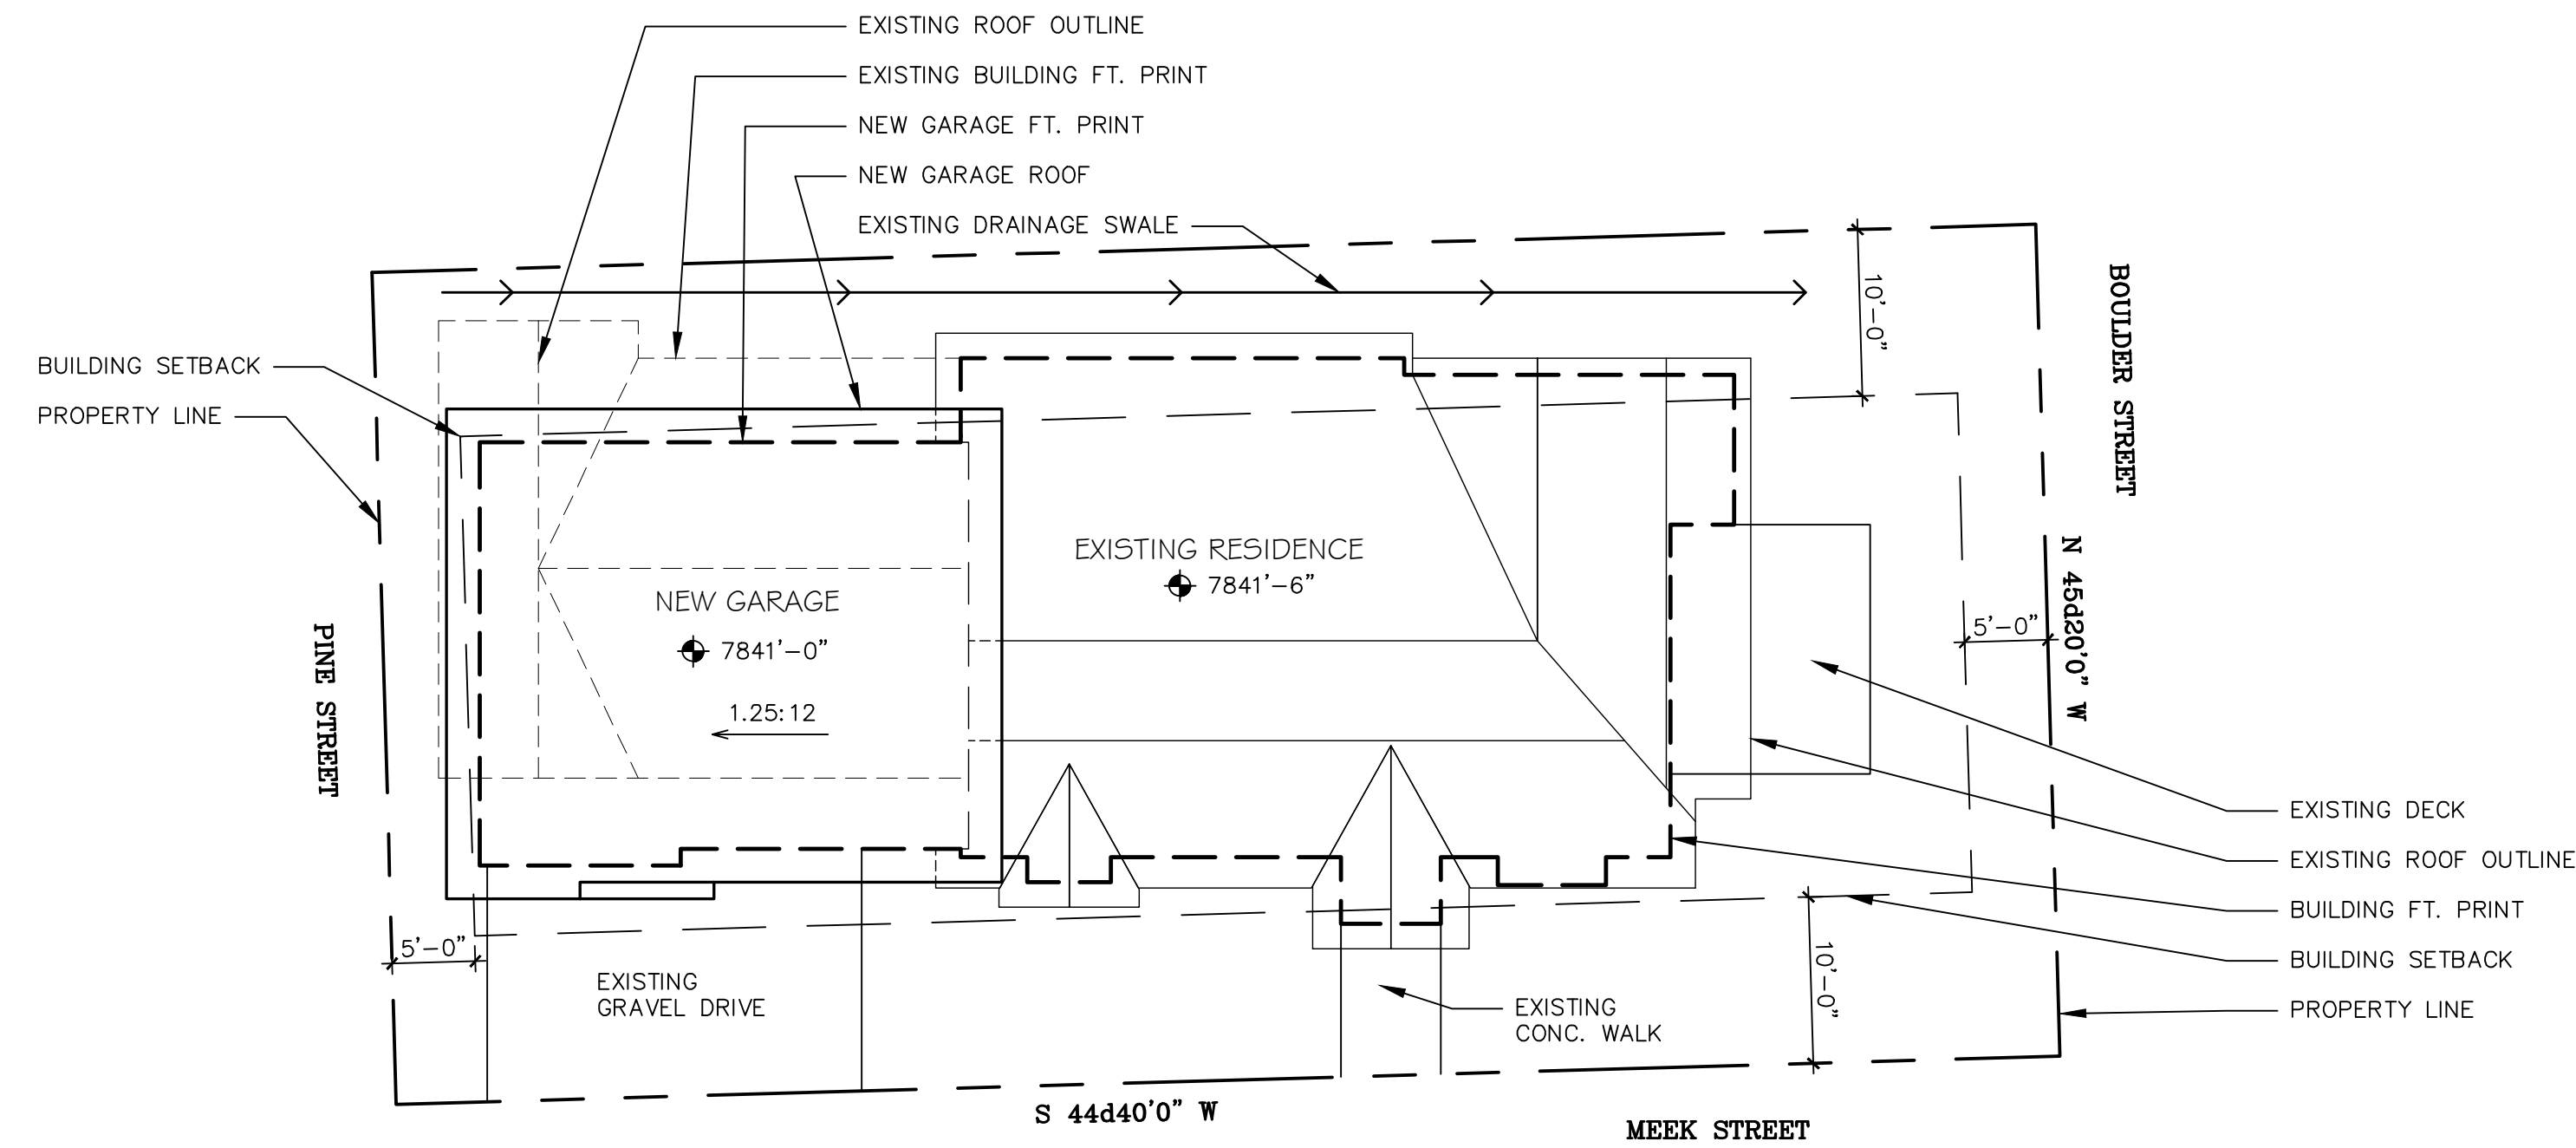 EXISTING ROOF OUTLINE
EXISTING BUILDING FT. PRINT
NEW GARAGE FT. PRINT
NEW GARAGE ROOF
EXISTING DRAINAGE SWALE
BUILDING SETBACK
PROPERTY LINE
10'-0"
BOULDER STREET
EXISTING RESIDENCE
7841'-6"
NEW GARAGE
7841'-0"
1.25:12
PINE STREET
5'-0"
N 45d20'0" W
EXISTING DECK
EXISTING ROOF OUTLINE
BUILDING FT. PRINT
BUILDING SETBACK
PROPERTY LINE
5'-0"
EXISTING
GRAVEL DRIVE
EXISTING
CONC. WALK
10'-0"
S 44d40'0" W
MEEK STREET